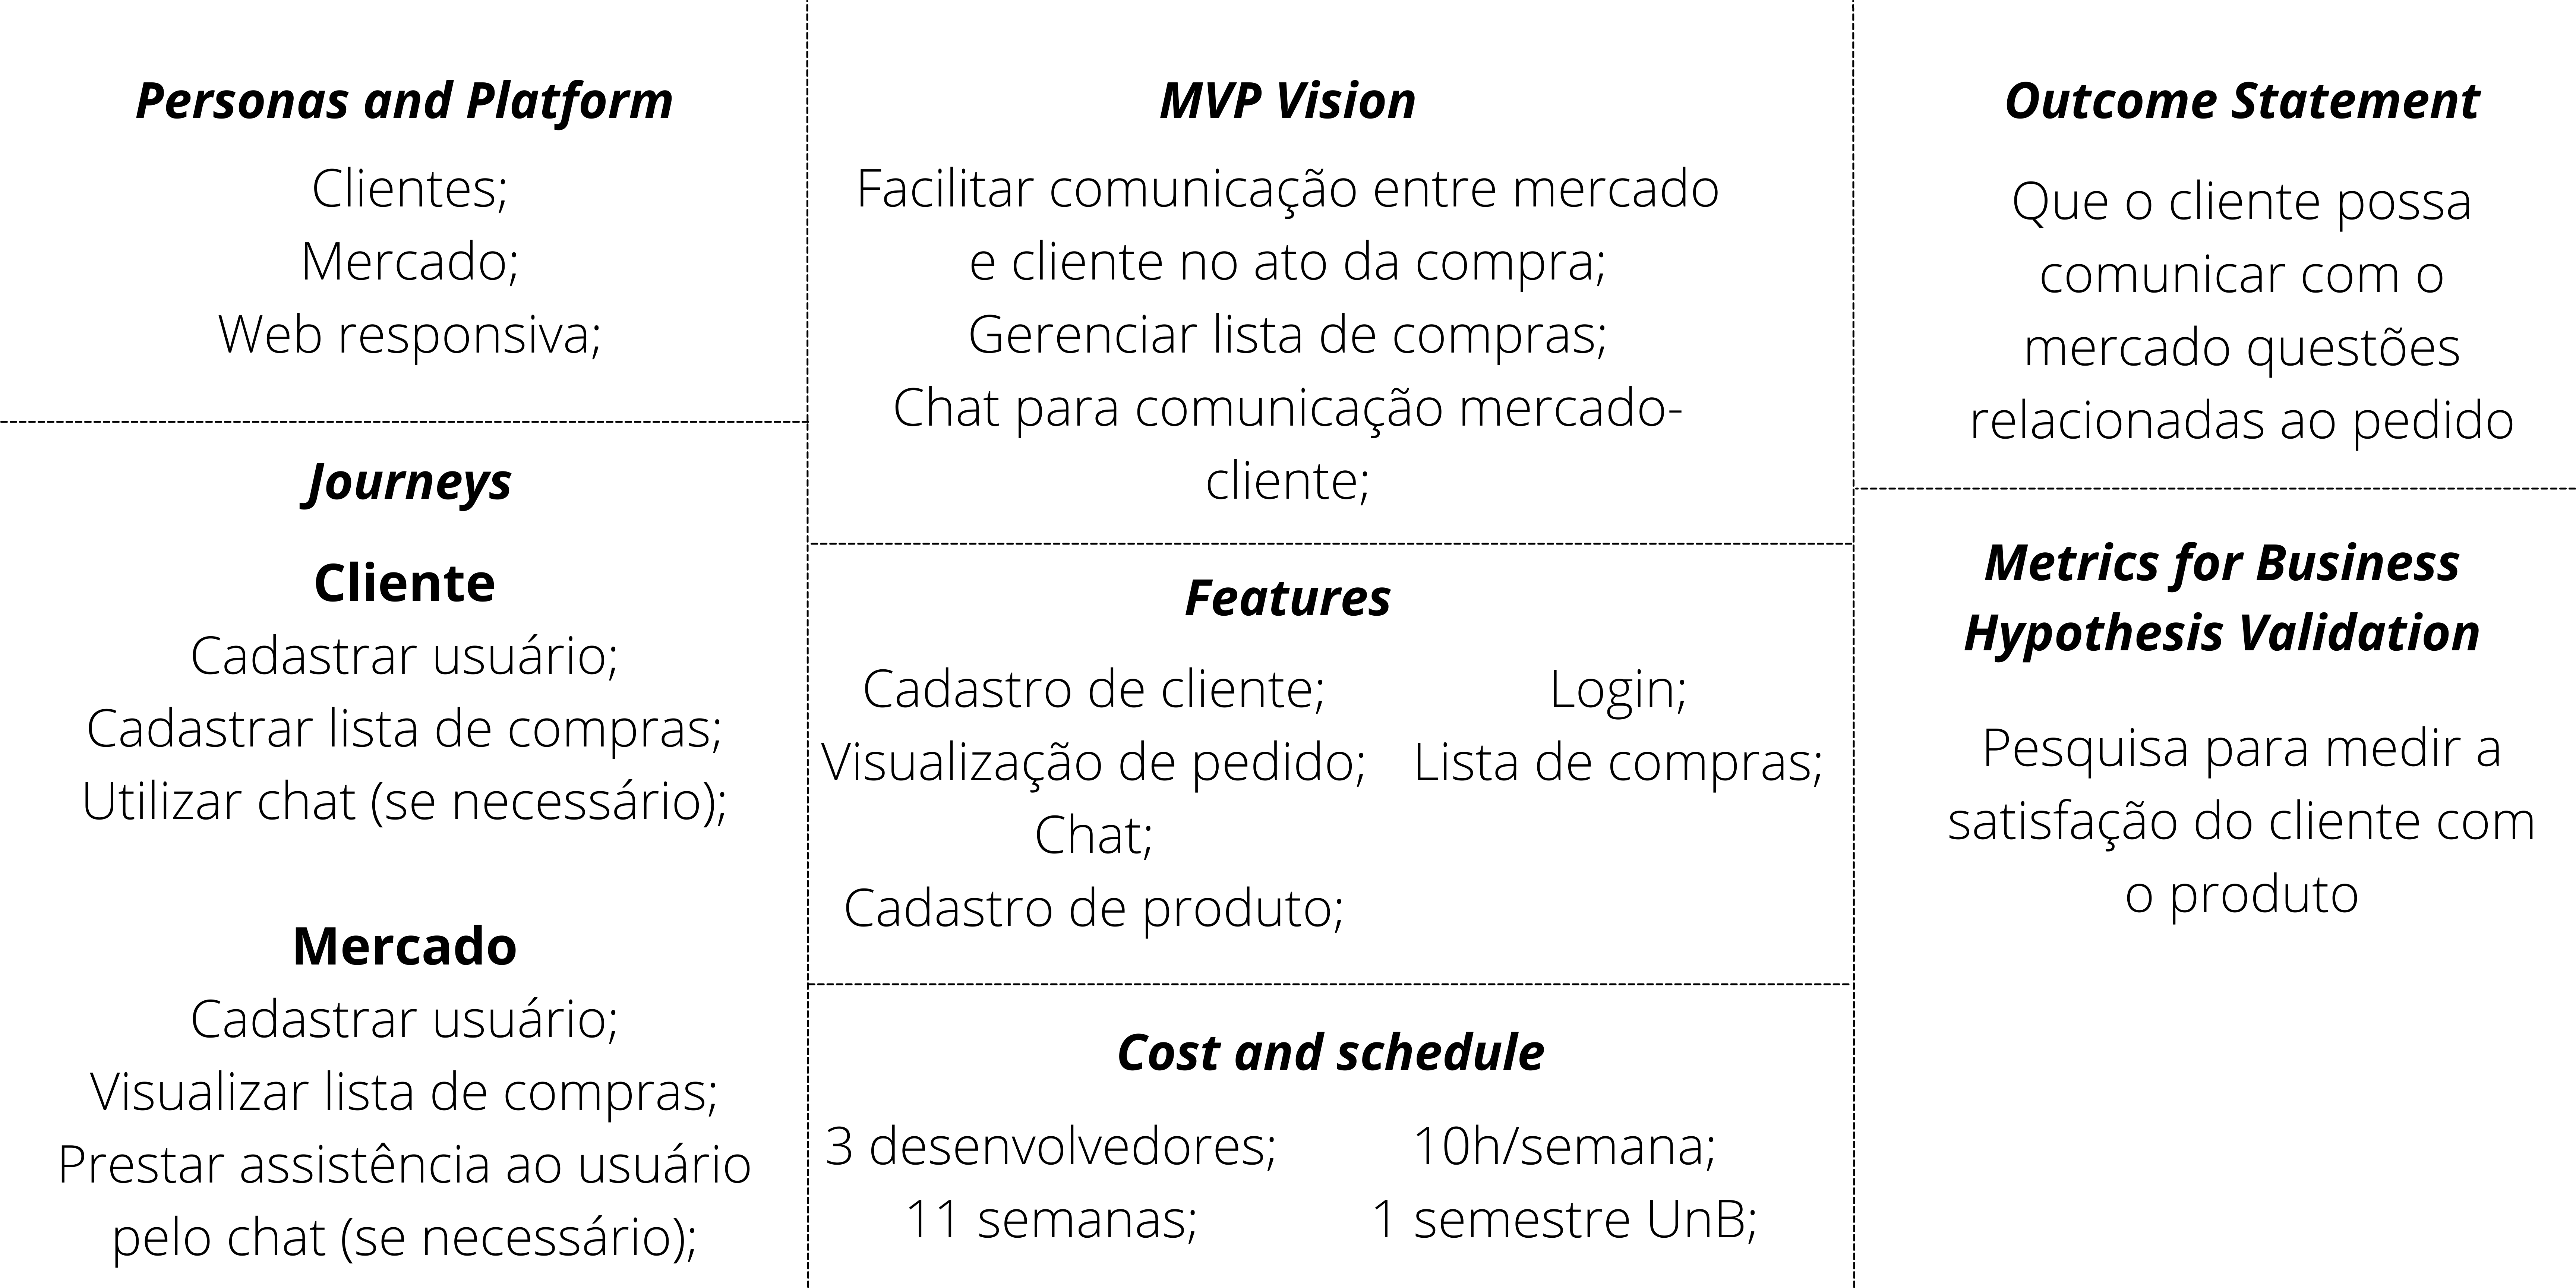 Personas and Platform
Clientes;
Mercado;
Web responsiva;
Journeys
Cliente
Cadastrar usuário;
Cadastrar lista de compras;
Utilizar chat (se necessário);
Mercado
Cadastrar usuário;
Visualizar lista de compras;
Prestar assistência ao usuário
pelo chat (se necessário);
MVP Vision
Facilitar comunicação entre mercado
e cliente no ato da compra;
Gerenciar lista de compras;
Chat para comunicação mercado-
cliente;
Features
Cadastro de cliente;
Visualização de pedido;
Chat;
Cadastro de produto;
Login;
Lista de compras;
Cost and schedule
3 desenvolvedores;
11 semanas;
10h/semana;
1 semestre UnB;
Outcome Statement
Que o cliente possa
comunicar com o
mercado questões
relacionadas ao pedido
Metrics for Business
Hypothesis Validation
Pesquisa para medir a
satisfação do cliente com
o produto